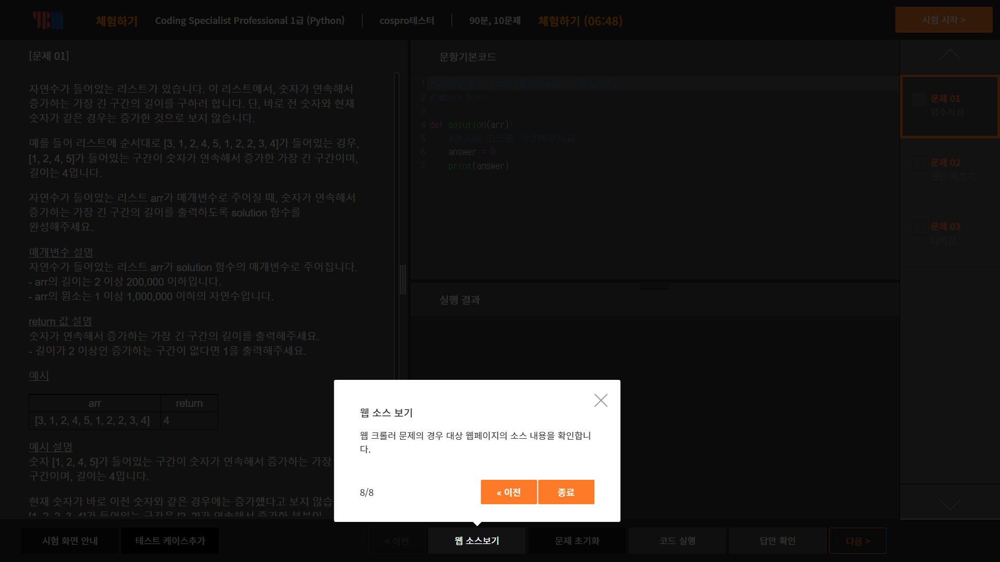 YBM
체험하기
Coding Specialist Professional 1급 (Python)
cospro테스터
90분, 10문제
체험하기 (06:48)
시험 시작 >
[문제 01]
자연수가 들어있는 리스트가 있습니다. 이 리스트에서, 숫자가 연속해서
증가하는 가장 긴 구간의 길이를 구하려 합니다. 단, 바로 전 숫자와 현재
숫자가 같은 경우는 증가한 것으로 보지 않습니다.
예를 들어 리스트에 순서대로 [3, 1, 2, 4, 5, 1, 2, 2, 3, 4]가 들어있는 경우,
[1, 2, 4, 5]가 들어있는 구간이 숫자가 연속해서 증가한 가장 긴 구간이며,
길이는 4입니다.
자연수가 들어있는 리스트 arr가 매개변수로 주어질 때, 숫자가 연속해서
증가하는 가장 긴 구간의 길이를 출력하도록 solution 함수를
완성해주세요.
매개변수 설명
자연수가 들어있는 리스트 arr가 solution 함수의 매개변수로 주어집니다.
- arr의 길이는 2 이상 200,000 이하입니다.
- arr의 원소는 1 이상 1,000,000 이하의 자연수입니다.
return 값 설명
숫자가 연속해서 증가하는 가장 긴 구간의 길이를 출력해주세요.
- 길이가 2 이상인 증가하는 구간이 없다면 1을 출력해주세요.
예시
arr return
[3, 1, 2, 4, 5, 1, 2, 2, 3, 4] 4
예시 설명
숫자 [1, 2, 4, 5]가 들어있는 구간이 숫자가 연속해서 증가하는 가장
구간이며, 길이는 4입니다.
현재 숫자가 바로 이전 숫자와 같은 경우에는 증가했다고 보지 않습
[1, 2, 2, 3, 4]가 들어있는 구간은 [2, 2]가 연속해서 증가한 부분이
문항기본코드
1 #다음과 같이 import를 사용할 수 있습니다.
2 #import math
3
4 def solution(arr):
5 #여기에 코드를 작성해주세요.
6 answer = 0
7 print(answer)
실행 결과
문제 01
함수작성
문제 02
빈칸 채우기
문제 03
디버깅
웹 소스 보기
웹 크롤러 문제의 경우 대상 웹페이지의 소스 내용을 확인합니
다.
8/8
« 이전
종료
시험 화면 안내
테스트 케이스추가
< 이전
웹 소스보기
문제 초기화
코드 실행
답안 확인
다음 >